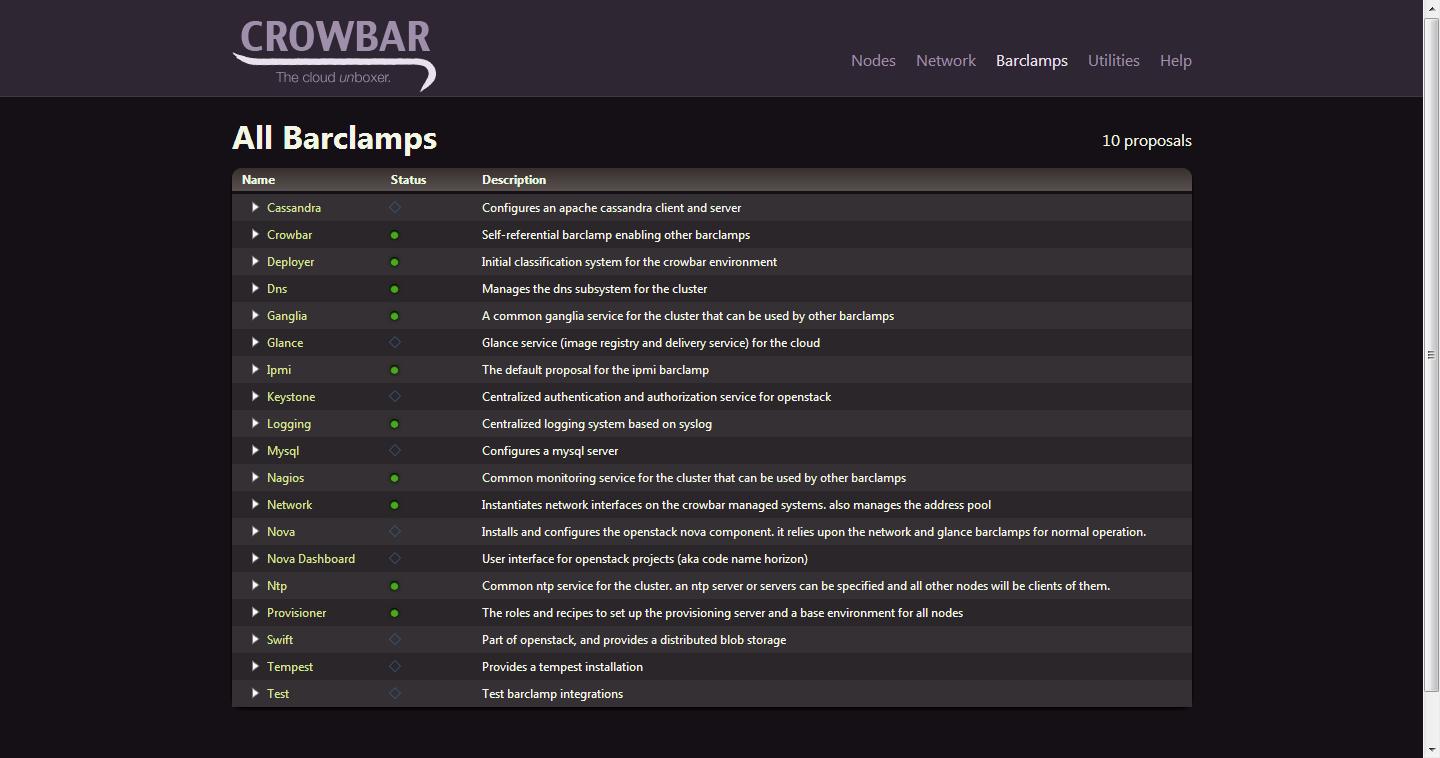 CROWBAR
The cloud unboxer.
Nodes Network Barclamps Utilities Help
All Barclamps
10 proposals
Name Status Description
Cassandra Configures an apache cassandra client and server
Crowbar Self-referential barclamp enabling other barclamps
Deployer Initial classification system for the crowbar environment
Dns Manages the dns subsystem for the cluster
Ganglia A common ganglia service for the cluster that can be used by other barclamps
Glance Glance service (image registry and delivery service) for the cloud
Ipmi The default proposal for the ipmi barclamp
Keystone Centralized authentication and authorization service for openstack
Logging Centralized logging system based on syslog
Mysql Configures a mysql server
Nagios Common monitoring service for the cluster that can be used by other barclamps
Network Instantiates network interfaces on the crowbar managed systems. also manages the address pool
Nova Installs and configures the openstack nova component. it relies upon the network and glance barclamps for normal operation.
Nova Dashboard User interface for openstack projects (aka code name horizon)
Ntp Common ntp service for the cluster. an ntp server or servers can be specified and all other nodes will be clients of them.
Provisioner The roles and recipes to set up the provisioning server and a base environment for all nodes
Swift Part of openstack, and provides a distributed blob storage
Tempest Provides a tempest installation
Test Test barclamp integrations